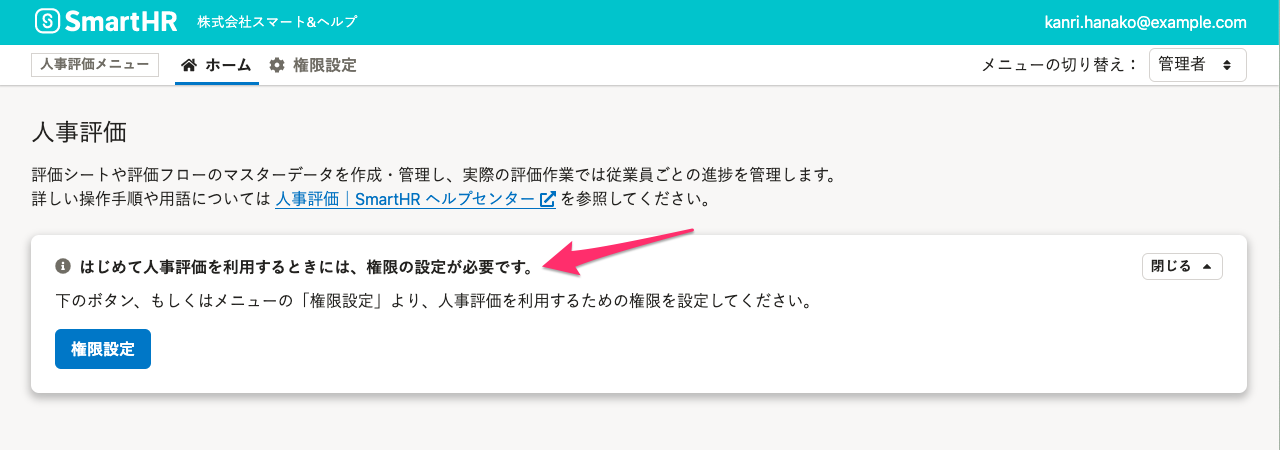 SmartHR 株式会社スマート&ヘルプ kanri.hanako@example.com
人事評価メニュー ホーム 権限設定 メニューの切り替え： 管理者
人事評価
評価シートや評価フローのマスターデータを作成・管理し、実際の評価作業では従業員ごとの進捗を管理します。
詳しい操作手順や用語については 人事評価｜SmartHR ヘルプセンター を参照してください。
はじめて人事評価を利用するときには、権限の設定が必要です。 閉じる
下のボタン、もしくはメニューの「権限設定」より、人事評価を利用するための権限を設定してください。
権限設定